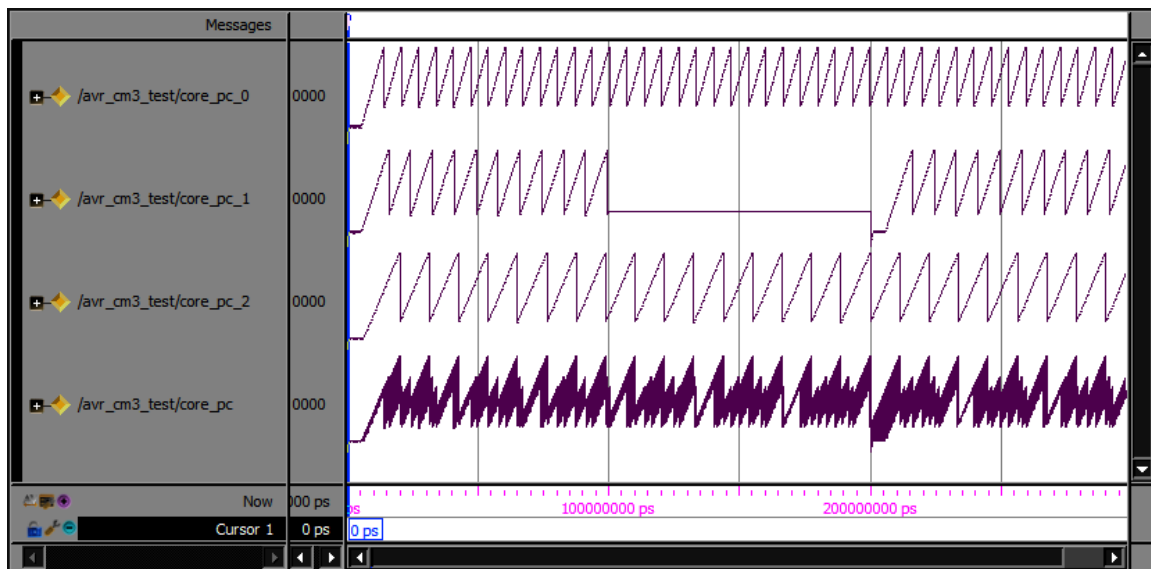 Messages
/avr_cm3_test/core_pc_0 0000
/avr_cm3_test/core_pc_1 0000
/avr_cm3_test/core_pc_2 0000
/avr_cm3_test/core_pc 0000
Now 000 ps ps 100000000 ps 200000000 ps
Cursor 1 0 ps 0 ps